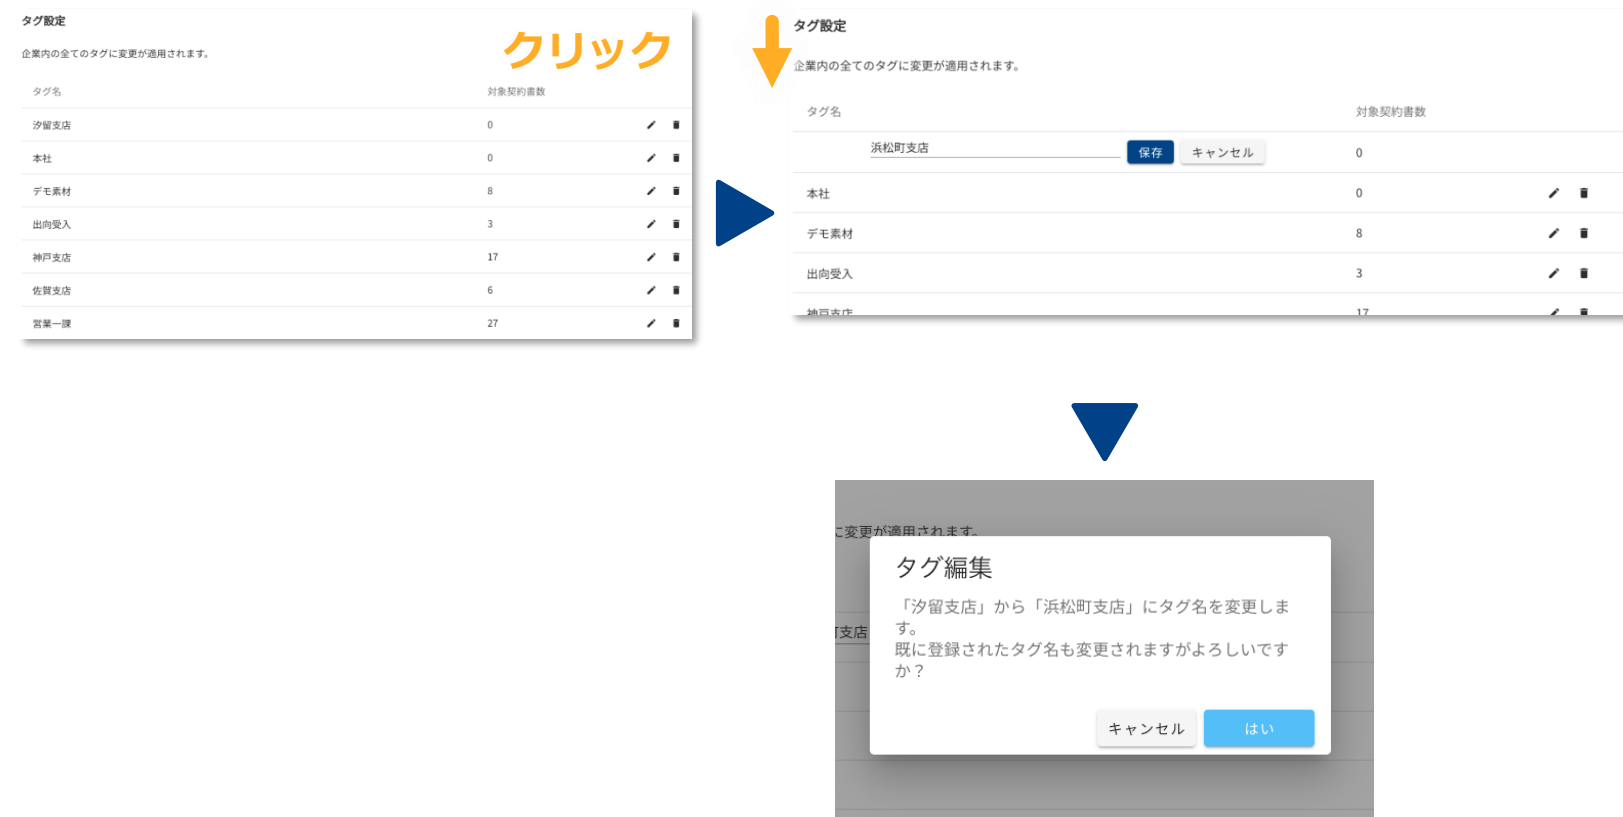 タグ設定
企業内の全てのタグに変更が適用されます。
クリック
タグ名 対象契約書数
汐留支店 0
本社 0
デモ素材 8
出向受入 3
神戸支店 17
佐賀支店 6
営業一課 27
タグ設定
企業内の全てのタグに変更が適用されます。
タグ名 対象契約書数
浜松町支店 保存 キャンセル 0
本社 0
デモ素材 8
出向受入 3
神戸支店 17
に変更が適用されます。
町支店
タグ編集
「汐留支店」から「浜松町支店」にタグ名を変更しま
す。
既に登録されたタグ名も変更されますがよろしいです
か？
キャンセル はい